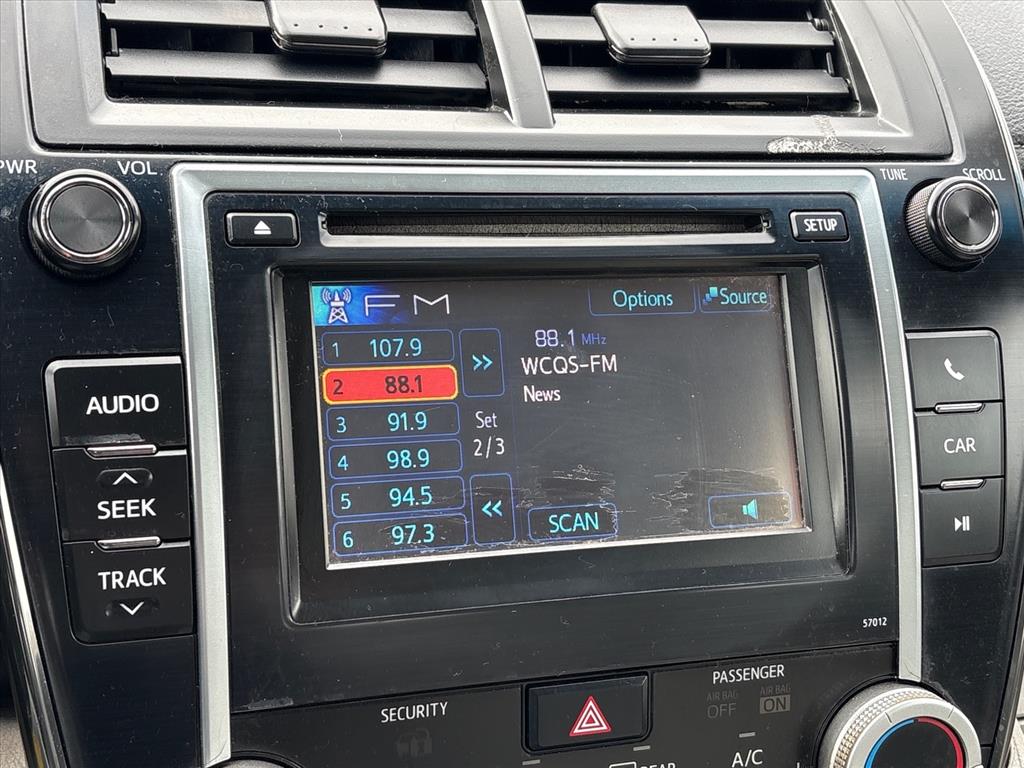 PWR
VOL
TUNE
SCROLL
SETUP
FM
Options
Source
1 107.9
2 88.1
3 91.9
4 98.9
5 94.5
6 97.3
>>
Set
2/3
<<
88.1 MHz
WCQS-FM
News
SCAN
AUDIO
SEEK
TRACK
CAR
57012
SECURITY
PASSENGER
AIR BAG
OFF
AIR BAG
ON
REAR
A/C